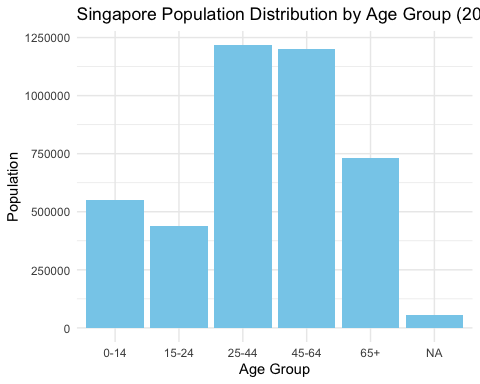 Singapore Population Distribution by Age Group (20
1250000
1000000
750000
500000
250000
0
Population
0-14 15-24 25-44 45-64 65+ NA
Age Group